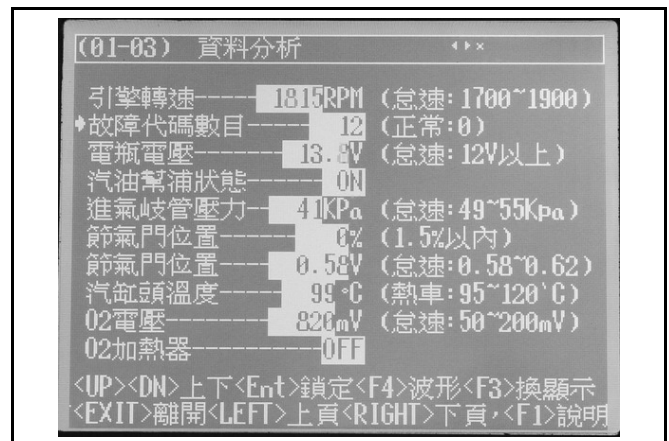 (01-03) 資料分析 ◂ ▸ ×
引擎轉速-----1815RPM (怠速:1700~1900)
➧故障代碼數目-----12 (正常:0)
電瓶電壓-----13.8V (怠速:12V以上)
汽油幫浦狀態-----ON
進氣岐管壓力--41KPa (怠速:49~55Kpa)
節氣門位置-----0% (1.5%以內)
節氣門位置-----0.58V (怠速:0.58~0.62)
汽缸頭溫度-----99°C (熱車:95~120`C)
O2電壓---------820mV (怠速:50~200mV)
O2加熱器---------OFF
<UP><DN>上下<Ent>鎖定<F4>波形<F3>換顯示
<EXIT>離開<LEFT>上頁<RIGHT>下頁,<F1>說明